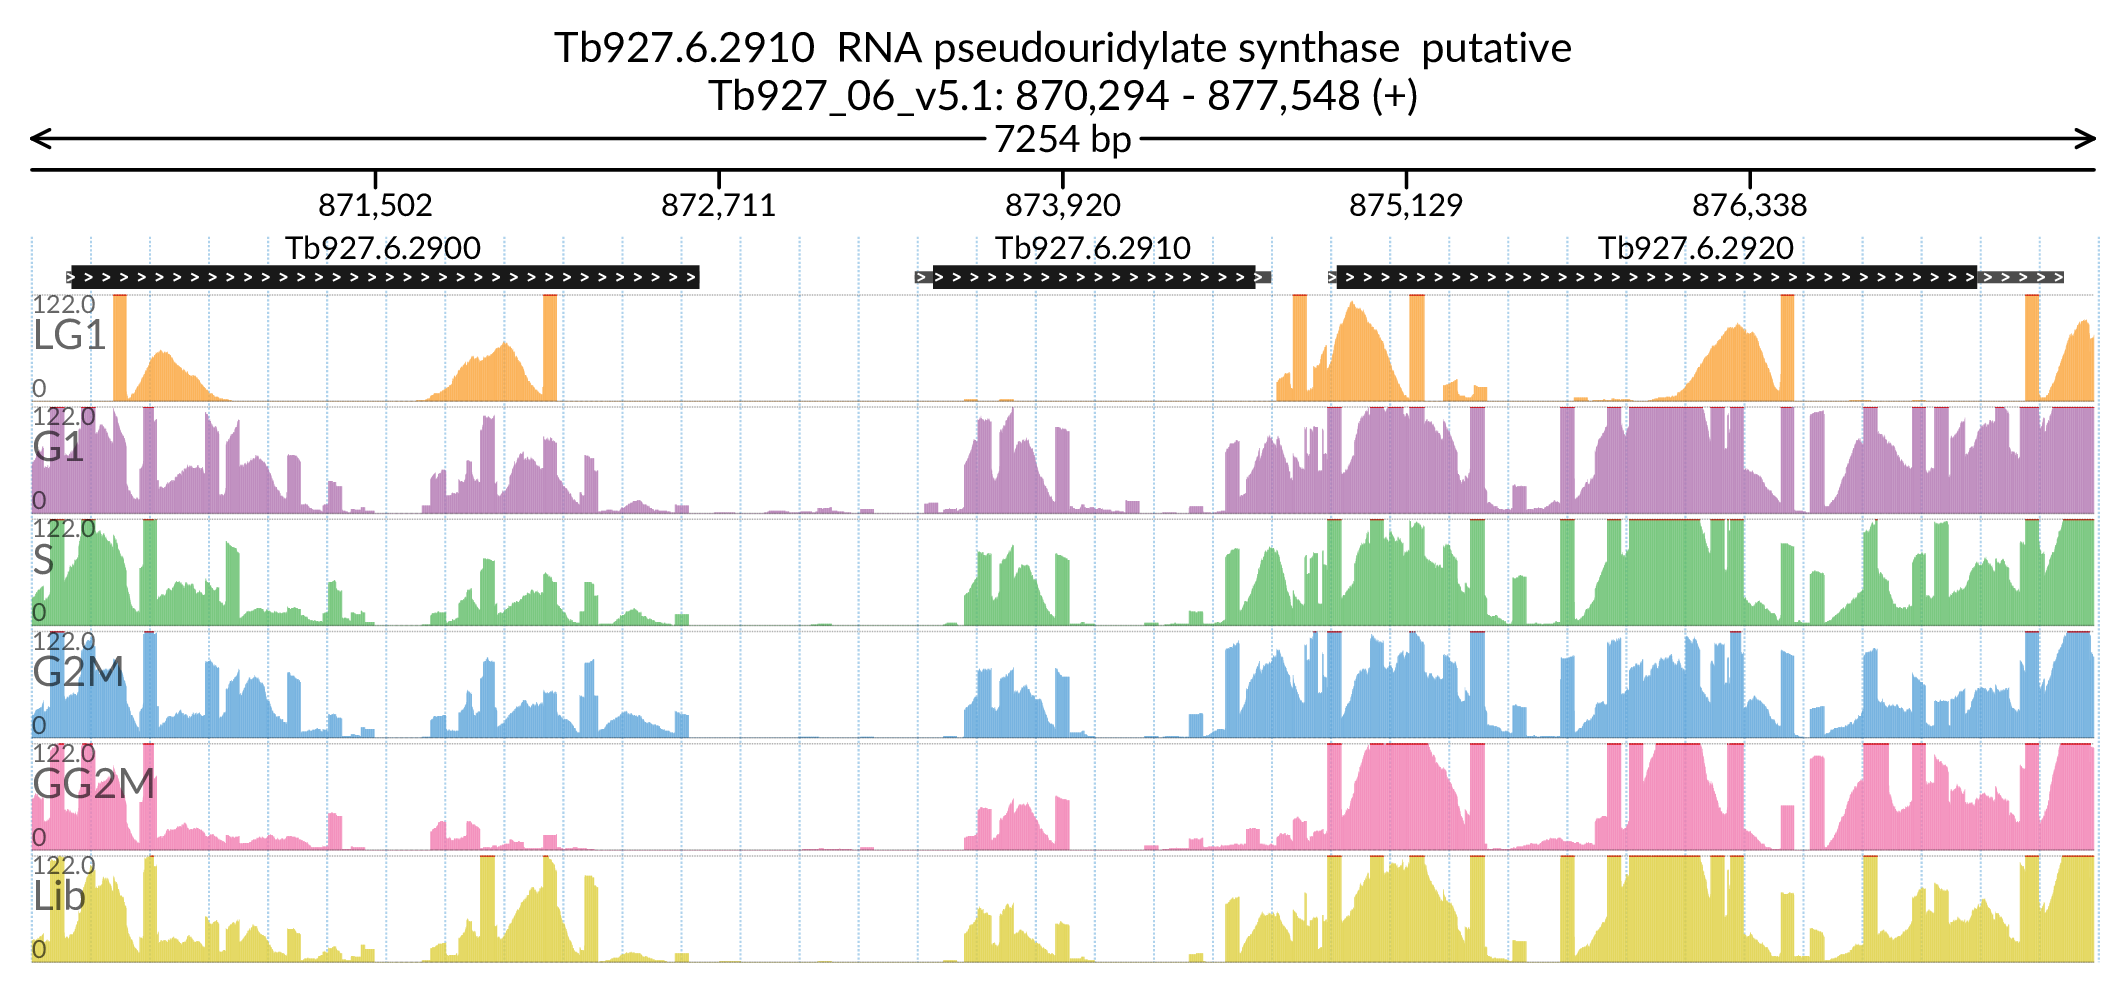 Tb927.6.2910 RNA pseudouridylate synthase putative
Tb927_06_v5.1: 870,294 - 877,548 (+)
7254 bp
871,502 872,711 873,920 875,129 876,338
Tb927.6.2900 Tb927.6.2910 Tb927.6.2920
122.0
LG1
0
122.0
G1
0
122.0
S
0
122.0
G2M
0
122.0
GG2M
0
122.0
Lib
0